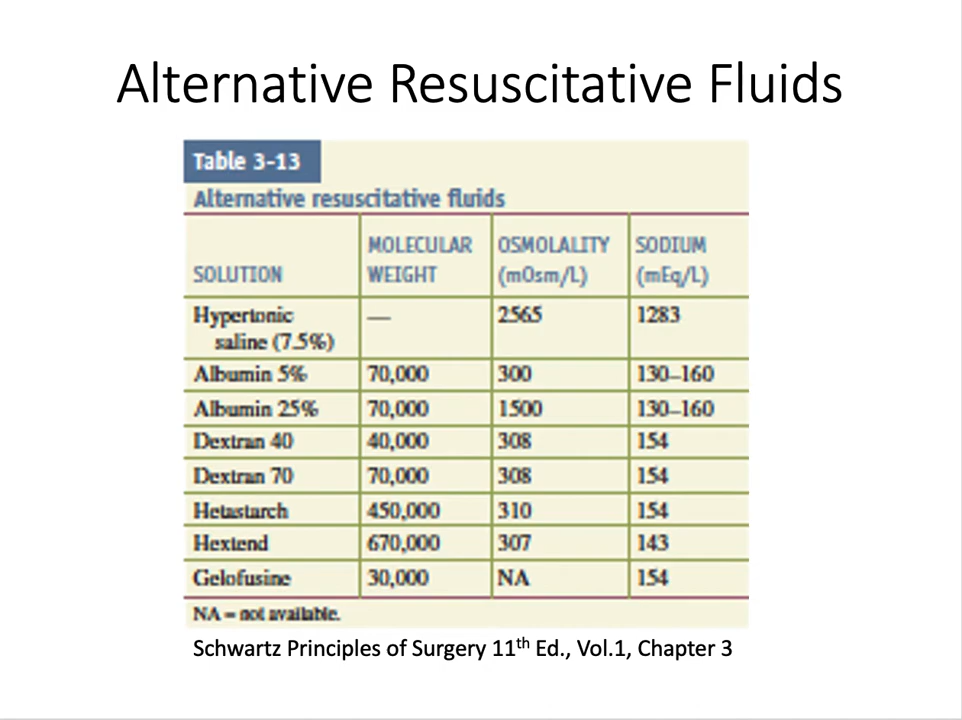 Alternative Resuscitative Fluids
Table 3-13
Alternative resuscitative fluids
SOLUTION MOLECULAR WEIGHT OSMOLALITY (mOsm/L) SODIUM (mEq/L)
Hypertonic saline (7.5%) — 2565 1283
Albumin 5% 70,000 300 130–160
Albumin 25% 70,000 1500 130–160
Dextran 40 40,000 308 154
Dextran 70 70,000 308 154
Hetastarch 450,000 310 154
Hextend 670,000 307 143
Gelofusine 30,000 NA 154
NA = not available.
Schwartz Principles of Surgery 11th Ed., Vol.1, Chapter 3